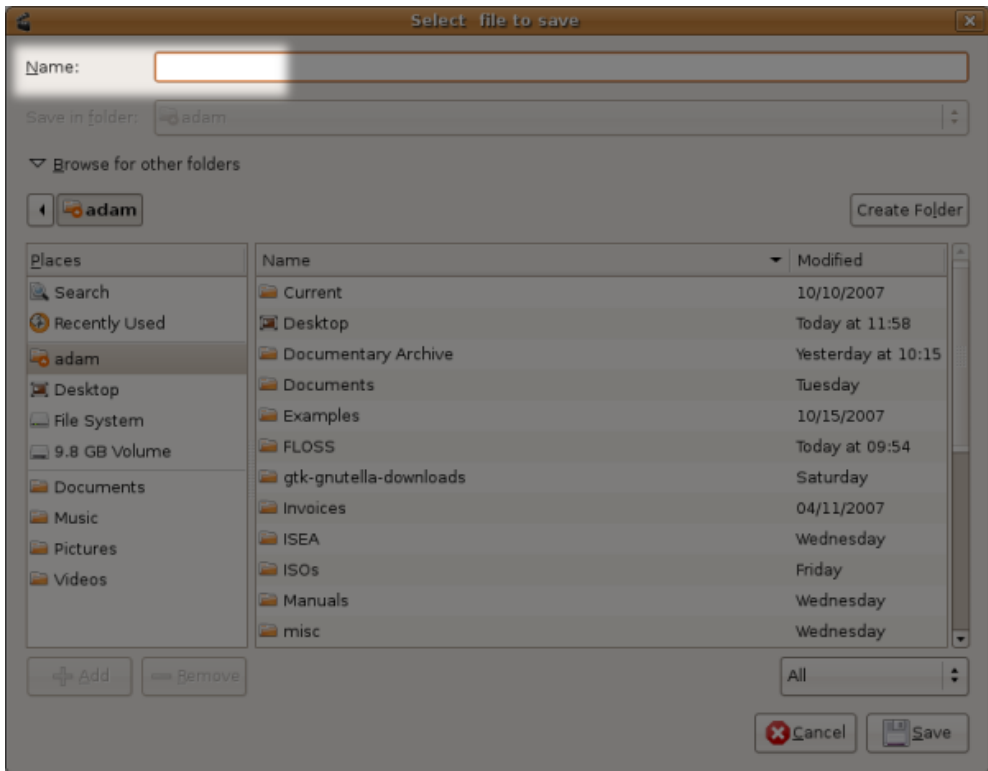 Select  file to save
Name:
Save in folder: adam
Browse for other folders
adam
Create Folder
Places
Name Modified
Search
Recently Used
adam
Desktop
File System
9.8 GB Volume
Documents
Music
Pictures
Videos
Current 10/10/2007
Desktop Today at 11:58
Documentary Archive Yesterday at 10:15
Documents Tuesday
Examples 10/15/2007
FLOSS Today at 09:54
gtk-gnutella-downloads Saturday
Invoices 04/11/2007
ISEA Wednesday
ISOs Friday
Manuals Wednesday
misc Wednesday
Add Remove
All
Cancel Save